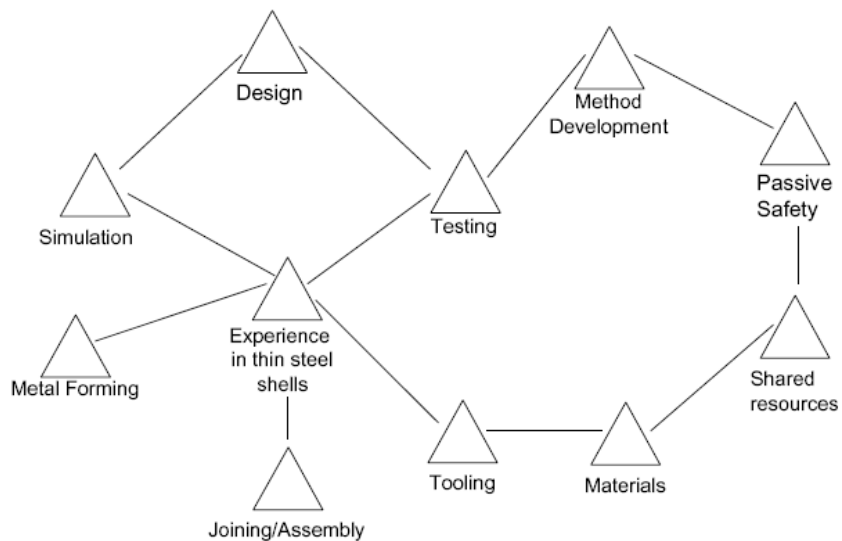 Design
Method
Development
Passive
Safety
Simulation
Testing
Experience
in thin steel
shells
Metal Forming
Shared
resources
Tooling
Materials
Joining/Assembly